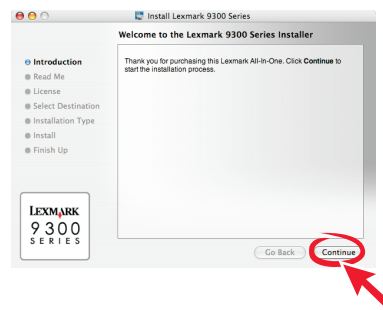 Install Lexmark 9300 Series
Welcome to the Lexmark 9300 Series Installer
Introduction
Read Me
License
Select Destination
Installation Type
Install
Finish Up
Thank you for purchasing this Lexmark All-In-One. Click Continue to
start the installation process.
LEXMARK
9300
SERIES
Go Back
Continue